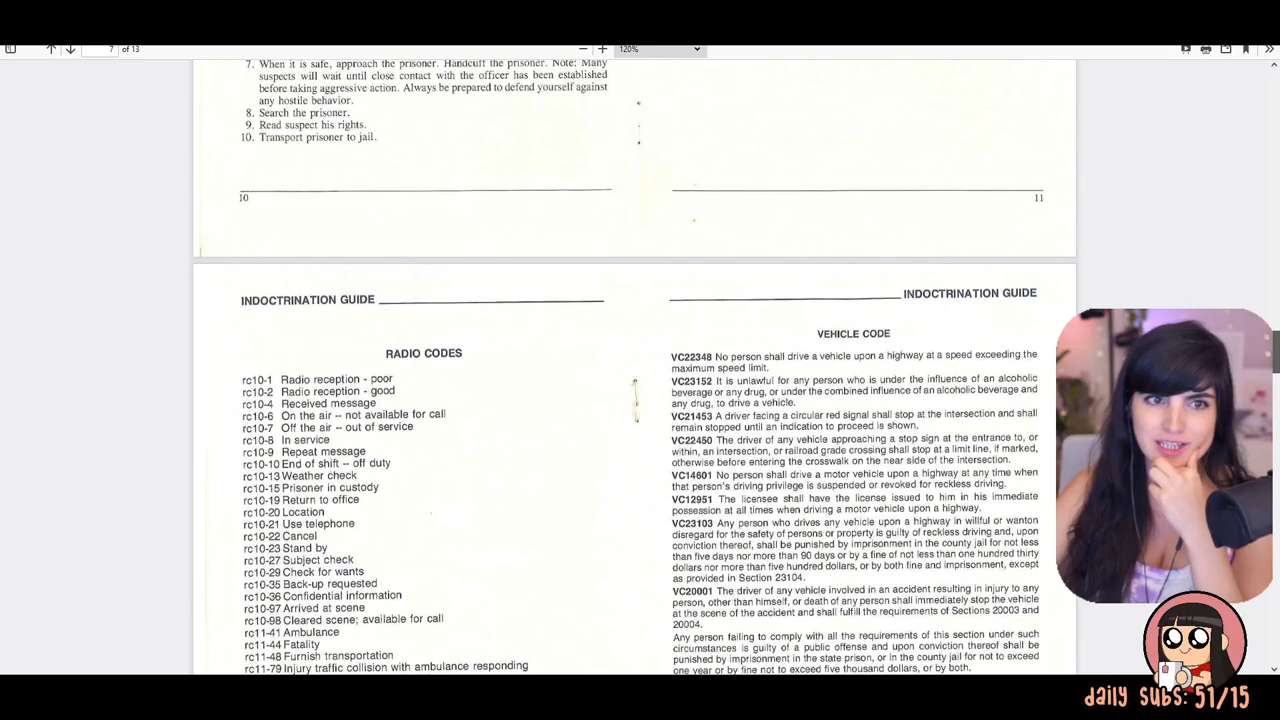 7
of 13
120%
7. When it is safe, approach the prisoner. Handcuff the prisoner. Note: Many
suspects will wait until close contact with the officer has been established
before taking aggressive action. Always be prepared to defend yourself against
any hostile behavior.
8. Search the prisoner.
9. Read suspect his rights.
10. Transport prisoner to jail.
10
11
INDOCTRINATION GUIDE
RADIO CODES
rc10-1 Radio reception - poor
rc10-2 Radio reception - good
rc10-4 Received message
rc10-6 On the air -- not available for call
rc10-7 Off the air -- out of service
rc10-8 In service
rc10-9 Repeat message
rc10-10 End of shift -- off duty
rc10-13 Weather check
rc10-15 Prisoner in custody
rc10-19 Return to office
rc10-20 Location
rc10-21 Use telephone
rc10-22 Cancel
rc10-23 Stand by
rc10-27 Subject check
rc10-29 Check for wants
rc10-35 Back-up requested
rc10-36 Confidential information
rc10-97 Arrived at scene
rc10-98 Cleared scene; available for call
rc11-41 Ambulance
rc11-44 Fatality
rc11-48 Furnish transportation
rc11-79 Injury traffic collision with ambulance responding
INDOCTRINATION GUIDE
VEHICLE CODE
VC22348 No person shall drive a vehicle upon a highway at a speed exceeding the
maximum speed limit.
VC23152 It is unlawful for any person who is under the influence of an alcoholic
beverage or any drug, or under the combined influence of an alcoholic beverage and
any drug, to drive a vehicle.
VC21453 A driver facing a circular red signal shall stop at the intersection and shall
remain stopped until an indication to proceed is shown.
VC22450 The driver of any vehicle approaching a stop sign at the entrance to, or
within, an intersection, or railroad grade crossing shall stop at a limit line, if marked,
otherwise before entering the crosswalk on the near side of the intersection.
VC14601 No person shall drive a motor vehicle upon a highway at any time when
that person's driving privilege is suspended or revoked for reckless driving.
VC12951 The licensee shall have the license issued to him in his immediate
possession at all times when driving a motor vehicle upon a highway.
VC23103 Any person who drives any vehicle upon a highway in willful or wanton
disregard for the safety of persons or property is guilty of reckless driving and, upon
conviction thereof, shall be punished by imprisonment in the county jail for not less
than five days nor more than 90 days or by a fine of not less than one hundred thirty
dollars nor more than five hundred dollars, or by both fine and imprisonment, except
as provided in Section 23104.
VC20001 The driver of any vehicle involved in an accident resulting in injury to any
person, other than himself, or death of any person shall immediately stop the vehicle
at the scene of the accident and shall fulfill the requirements of Sections 20003 and
20004.
Any person failing to comply with all the requirements of this section under such
circumstances is guilty of a public offense and upon conviction thereof shall be
punished by imprisonment in the state prison, or in the county jail for not to exceed
one year or by fine not to exceed five thousand dollars, or by both.
daily subs: 51/15